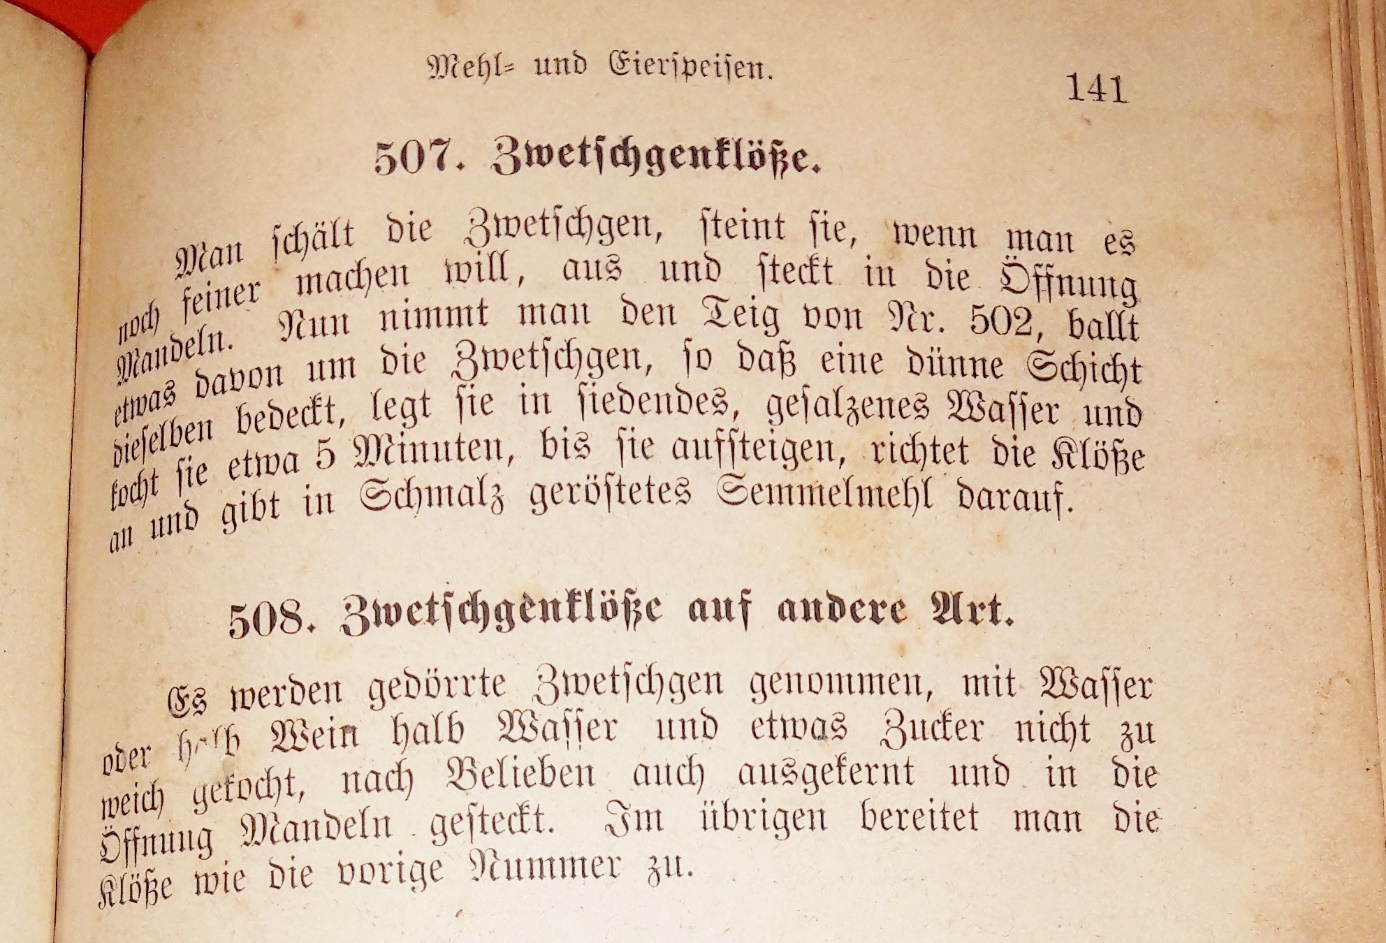 Mehl- und Eierspeisen.
141
507. Zwetschgenklöße.
Man schält die Zwetschgen, steint sie, wenn man es
noch feiner machen will, aus und steckt in die Öffnung
Mandeln. Nun nimmt man den Teig von Nr. 502, ballt
etwas davon um die Zwetschgen, so daß eine dünne Schicht
dieselben bedeckt, legt sie in siedendes, gesalzenes Wasser und
kocht sie etwa 5 Minuten, bis sie aufsteigen, richtet die Klöße
an und gibt in Schmalz geröstetes Semmelmehl darauf.
508. Zwetschgenklöße auf andere Art.
Es werden gedörrte Zwetschgen genommen, mit Wasser
oder halb Wein halb Wasser und etwas Zucker nicht zu
weich gekocht, nach Belieben auch ausgekernt und in die
Öffnung Mandeln gesteckt. Im übrigen bereitet man die
Klöße wie die vorige Nummer zu.